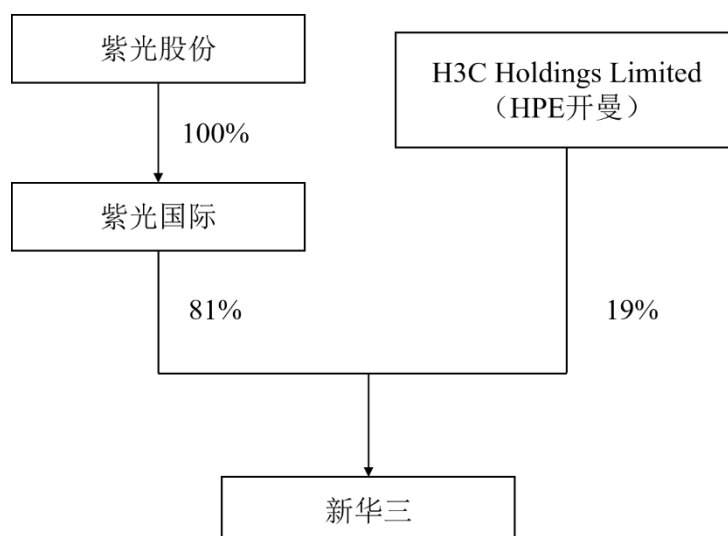 紫光股份
H3C Holdings Limited
（HPE开曼）
100%
紫光国际
81%
19%
新华三